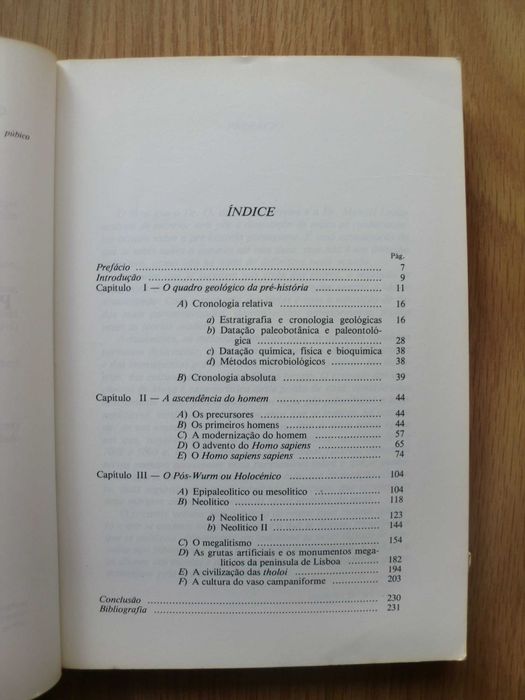 púbico
ÍNDICE
Pág.
Prefácio 7
Introdução 9
Capítulo I — O quadro geológico da pré-história 11
A) Cronologia relativa 16
a) Estratigrafia e cronologia geológicas 16
b) Datação paleobotânica e paleontoló-
gica 28
c) Datação química, física e bioquímica 38
d) Métodos microbiológicos 38
B) Cronologia absoluta 39
Capítulo II — A ascendência do homem 44
A) Os precursores 44
B) Os primeiros homens 44
C) A modernização do homem 57
D) O advento do Homo sapiens 65
E) O Homo sapiens sapiens 74
Capítulo III — O Pós-Wurm ou Holocénico 104
A) Epipaleolítico ou mesolítico 104
B) Neolítico 118
a) Neolítico I 123
b) Neolítico II 144
C) O megalitismo 154
D) As grutas artificiais e os monumentos mega-
líticos da península de Lisboa 182
E) A civilização das tholoi 194
F) A cultura do vaso campaniforme 203
Conclusão 230
Bibliografia 231